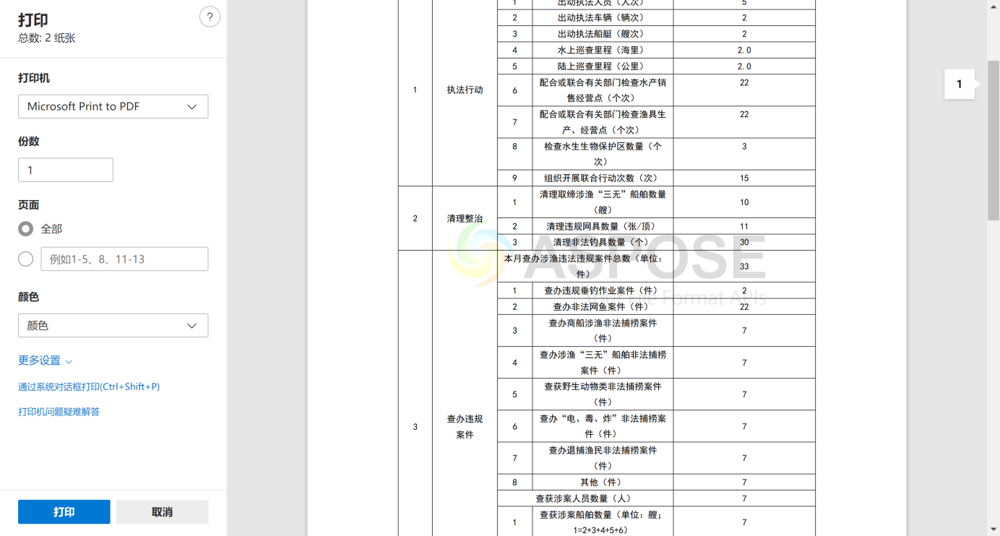 打印
?
总数: 2 纸张
打印机
Microsoft Print to PDF
份数
1
页面
全部
例如1-5、8、11-13
颜色
颜色
更多设置
通过系统对话框打印(Ctrl+Shift+P)
打印机问题疑难解答
打印
取消
1 出动执法人员（人次） 5
2 出动执法车辆（辆次） 2
3 出动执法船艇（艘次） 2
4 水上巡查里程（海里） 2.0
5 陆上巡查里程（公里） 2.0
1 执法行动
6 配合或联合有关部门检查水产销 22
售经营点（个次）
7 配合或联合有关部门检查渔具生 22
产、经营点（个次）
8 检查水生生物保护区数量（个 3
次）
9 组织开展联合行动次数（次） 15
2 清理整治
1 清理取缔涉渔“三无”船舶数量 10
（艘）
2 清理违规网具数量（张/顶） 11
3 清理非法钓具数量（个） 30
ASPOSE
Your File Format APIs
本月查办涉渔违法违规案件总数（单位： 33
件）
1 查办违规垂钓作业案件（件） 2
2 查办非法网鱼案件（件） 22
3 查办商船涉渔非法捕捞案件 7
（件）
4 查办涉渔“三无”船舶非法捕捞 7
案件（件）
5 查获野生动物类非法捕捞案件 7
（件）
3 查办违规
案件
6 查办“电、毒、炸”非法捕捞案 7
件（件）
7 查办退捕渔民非法捕捞案件 7
（件）
8 其他（件） 7
查获涉案人员数量（人） 7
1 查获涉案船舶数量（单位：艘； 7
1=2+3+4+5+6）
1